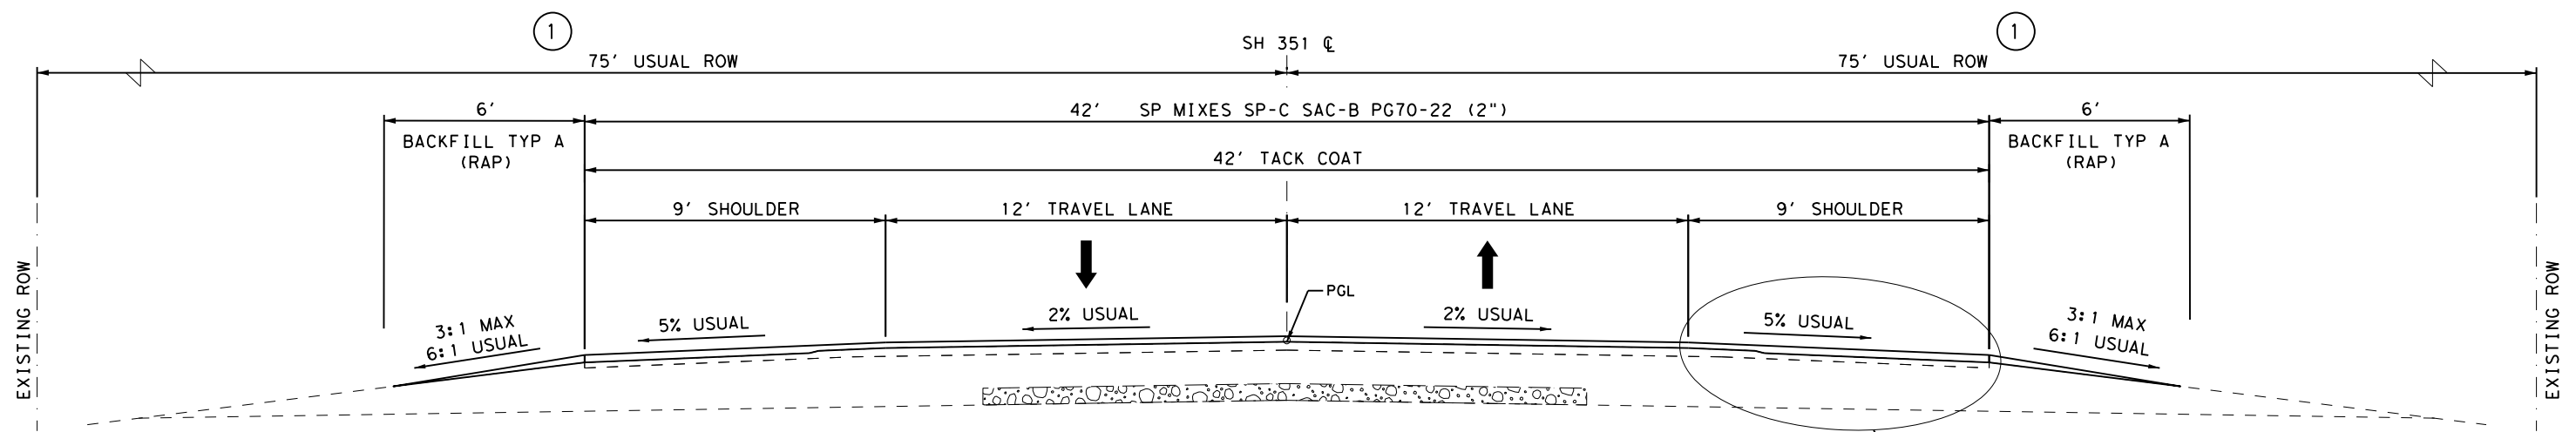 1
1
SH 351 ℄
75' USUAL ROW
75' USUAL ROW
6'
42' SP MIXES SP-C SAC-B PG70-22 (2")
6'
BACKFILL TYP A
(RAP)
BACKFILL TYP A
(RAP)
42' TACK COAT
9' SHOULDER
12' TRAVEL LANE
12' TRAVEL LANE
9' SHOULDER
EXISTING ROW
3:1 MAX
6:1 USUAL
5% USUAL
2% USUAL
PGL
2% USUAL
5% USUAL
3:1 MAX
6:1 USUAL
EXISTING ROW